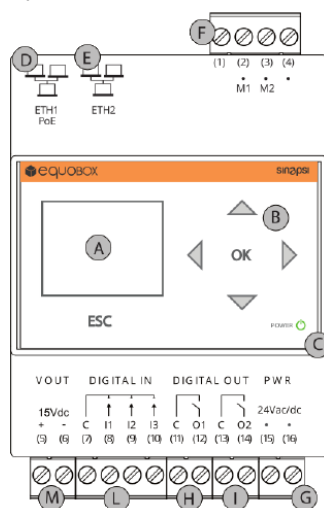 F
(1) (2) (3) (4)
M1 M2
D E
ETH1 ETH2
PoE
equobox sinapsi
A
B
OK
ESC
POWER
C
VOUT DIGITAL IN DIGITAL OUT PWR
15Vdc 24Vac/dc
+ - C I1 I2 I3 C O1 C O2
(5) (6) (7) (8) (9) (10) (11) (12) (13) (14) (15) (16)
M L H I G